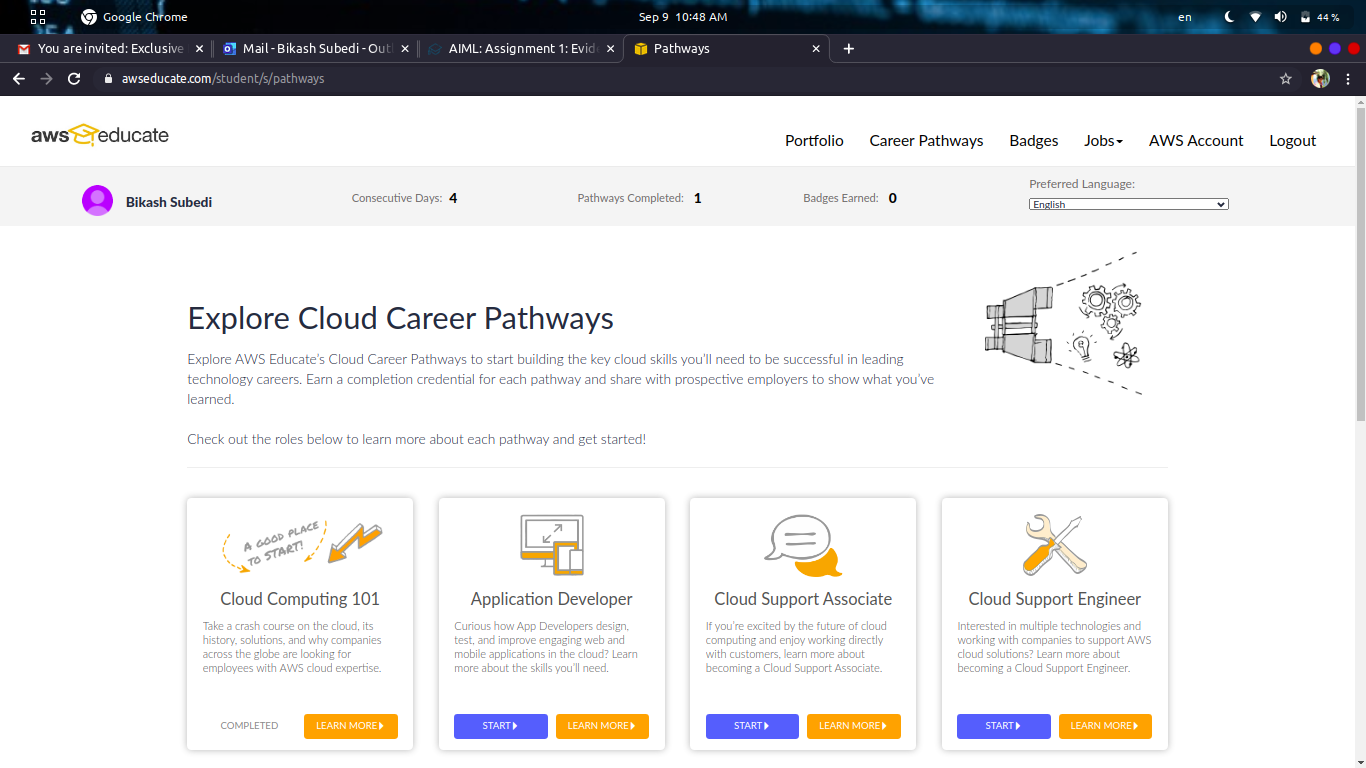 Google Chrome
Sep 9 10:48 AM
en
44 %
You are invited: Exclusive
Mail - Bikash Subedi - Out
AIML: Assignment 1: Evid
Pathways
awseducate.com/student/s/pathways
aws educate
Portfolio
Career Pathways
Badges
Jobs
AWS Account
Logout
Bikash Subedi
Consecutive Days: 4
Pathways Completed: 1
Badges Earned: 0
Preferred Language:
English
Explore Cloud Career Pathways
Explore AWS Educate's Cloud Career Pathways to start building the key cloud skills you'll need to be successful in leading
technology careers. Earn a completion credential for each pathway and share with prospective employers to show what you've
learned.
Check out the roles below to learn more about each pathway and get started!
A GOOD PLACE
TO START!
Cloud Computing 101
Take a crash course on the cloud, its
history, solutions, and why companies
across the globe are looking for
employees with AWS cloud expertise.
COMPLETED
LEARN MORE
Application Developer
Curious how App Developers design,
test, and improve engaging web and
mobile applications in the cloud? Learn
more about the skills you'll need.
START
LEARN MORE
Cloud Support Associate
If you're excited by the future of cloud
computing and enjoy working directly
with customers, learn more about
becoming a Cloud Support Associate.
START
LEARN MORE
Cloud Support Engineer
Interested in multiple technologies and
working with companies to support AWS
cloud solutions? Learn more about
becoming a Cloud Support Engineer.
START
LEARN MORE